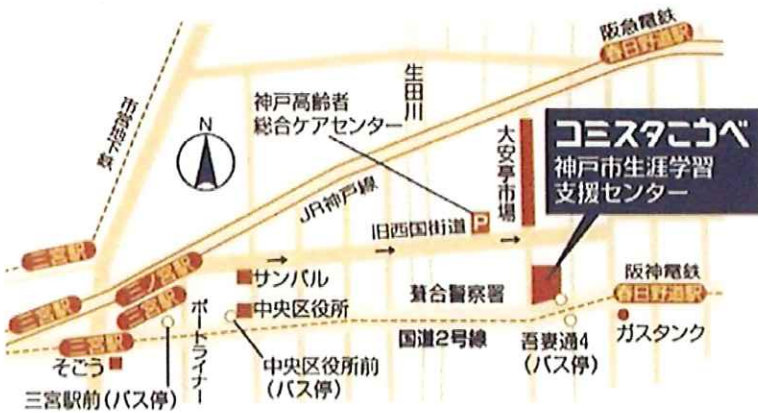 阪急電鉄
春日野道駅
市営地下鉄
生田川
神戸高齢者
総合ケアセンター
N
大安亭市場
コミスタこうべ
神戸市生涯学習
支援センター
JR神戸線
P
旧西国街道
三宮駅
三ノ宮駅
サンパル
三宮駅
三宮駅
ポートライナー
中央区役所
葺合警察署
阪神電鉄
春日野道駅
三宮駅
国道2号線
吾妻通4
(バス停)
ガスタンク
そごう
中央区役所前
(バス停)
三宮駅前(バス停)